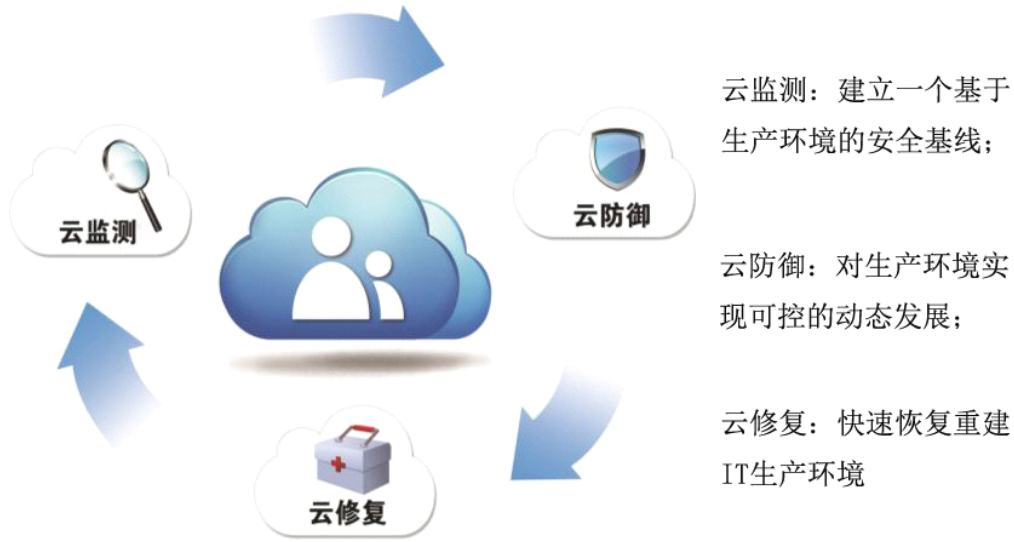 云监测：建立一个基于
生产环境的安全基线；
云防御
云监测
云防御：对生产环境实
现可控的动态发展；
云修复：快速恢复重建
IT生产环境
云修复